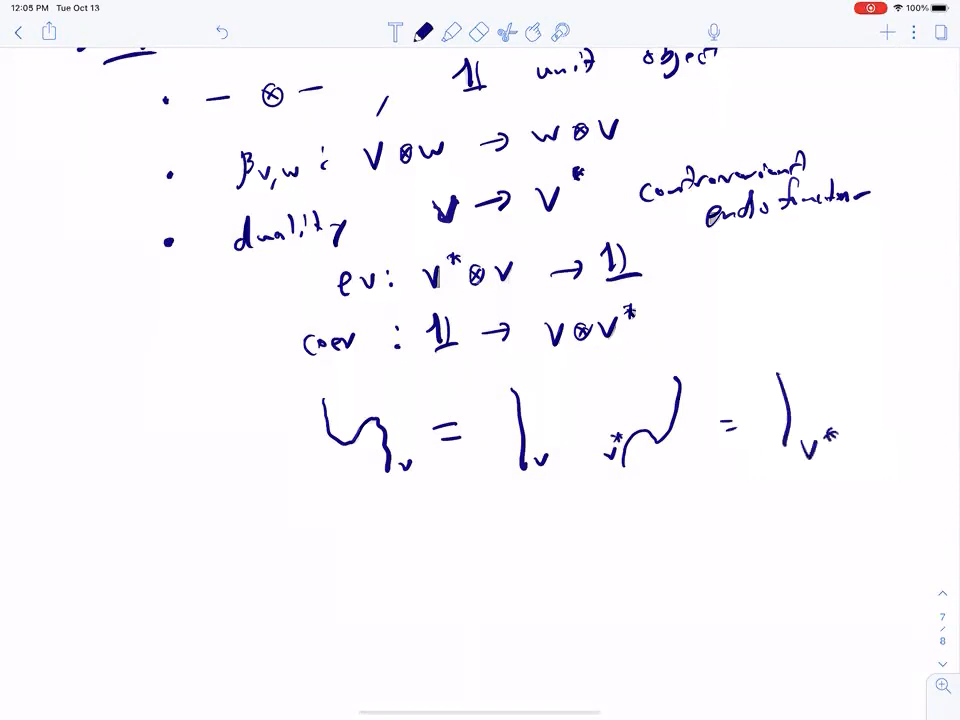 12:05 PM Tue Oct 13
100%
· — ⊗ — , 𝟙 unit object
· β_{V,W} : V ⊗ W → W ⊗ V
· duality V → V* contravariant endofunctor
ev : V* ⊗ V → 𝟙
coev : 𝟙 → V ⊗ V*
V = V V* = V*
7
/
8